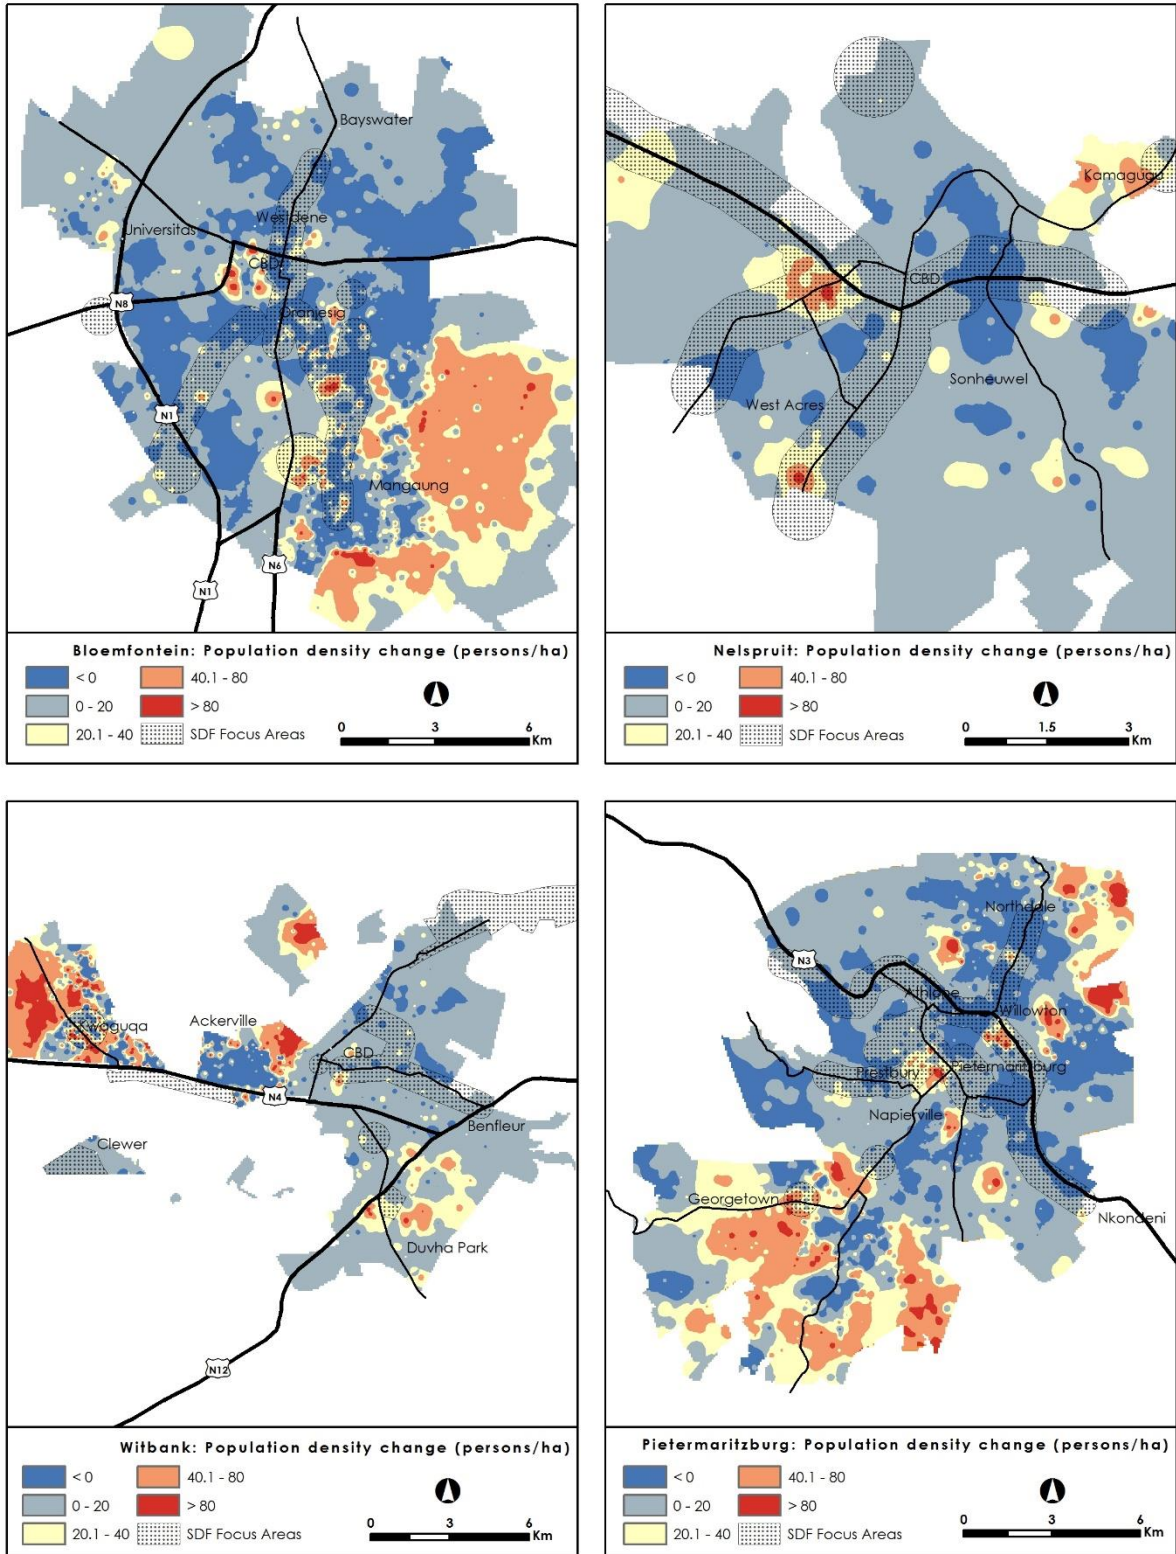 Bayswater
Westdene
Universitas
CBD
N8
Oranjesig
N1
Mangaung
N6
N1
Bloemfontein: Population density change (persons/ha)
< 0 40.1 - 80
0 - 20 > 80
20.1 - 40 SDF Focus Areas
0 3 6
Km
Kamagugu
CBD
Sonheuwel
West Acres
Nelspruit: Population density change (persons/ha)
< 0 40.1 - 80
0 - 20 > 80
20.1 - 40 SDF Focus Areas
0 1.5 3
Km
Ackerville
Kwaguqa
CBD
N4
Benfleur
Clewer
Duvha Park
N12
Witbank: Population density change (persons/ha)
< 0 40.1 - 80
0 - 20 > 80
20.1 - 40 SDF Focus Areas
0 3 6
Km
Northdale
N3
Athlone
Willowton
Prestbury
Pietermaritzburg
Napierville
Georgetown
Nkondeni
Pietermaritzburg: Population density change (persons/ha)
< 0 40.1 - 80
0 - 20 > 80
20.1 - 40 SDF Focus Areas
0 3 6
Km